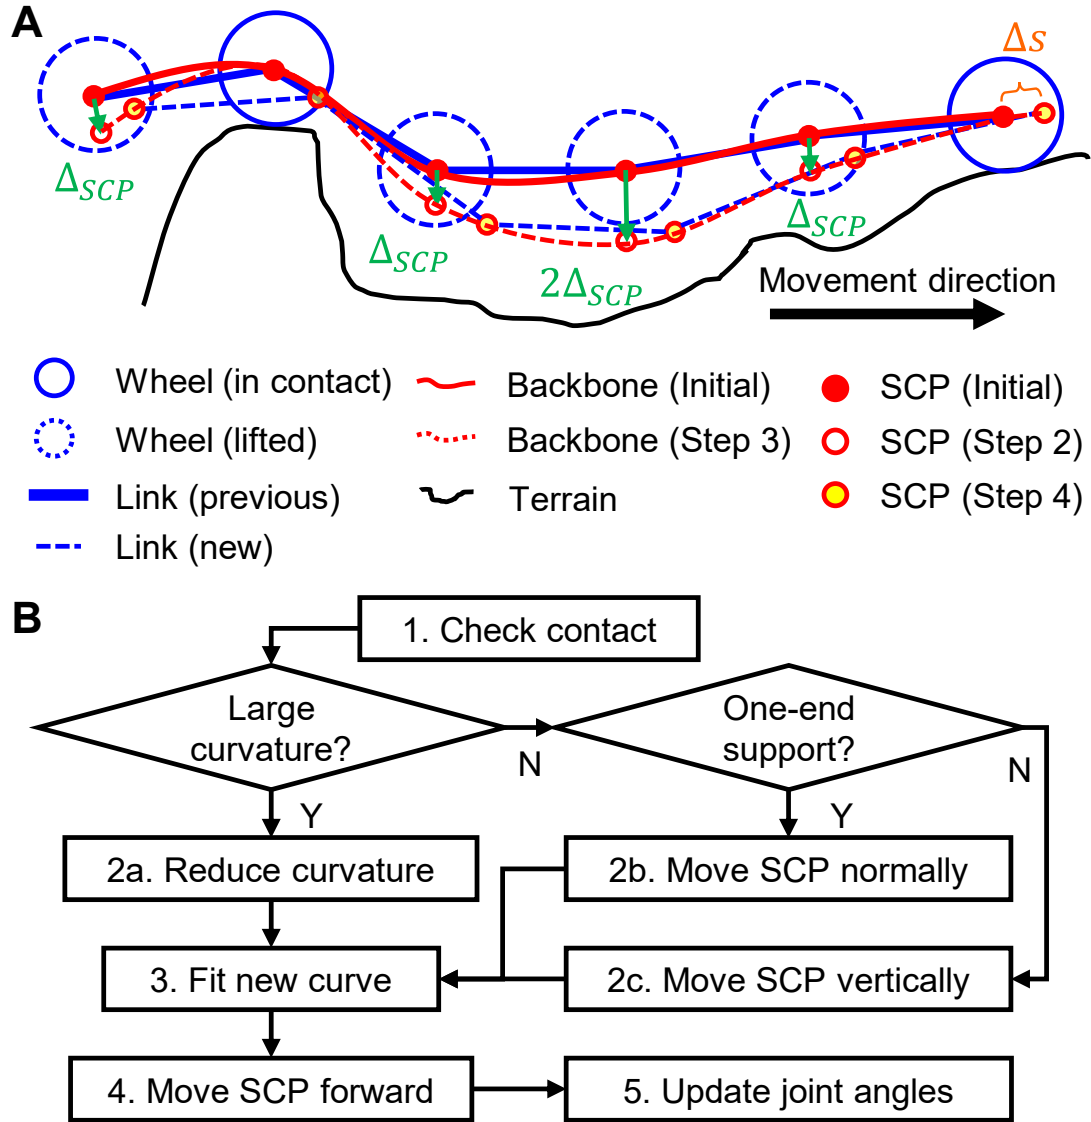 A
Δs
Δ_SCP
Δ_SCP
2Δ_SCP
Δ_SCP
Movement direction
Wheel (in contact)
Backbone (Initial)
SCP (Initial)
Wheel (lifted)
Backbone (Step 3)
SCP (Step 2)
Link (previous)
Terrain
SCP (Step 4)
Link (new)
B
1. Check contact
Large
curvature?
One-end
support?
N
N
Y
Y
2a. Reduce curvature
2b. Move SCP normally
3. Fit new curve
2c. Move SCP vertically
4. Move SCP forward
5. Update joint angles